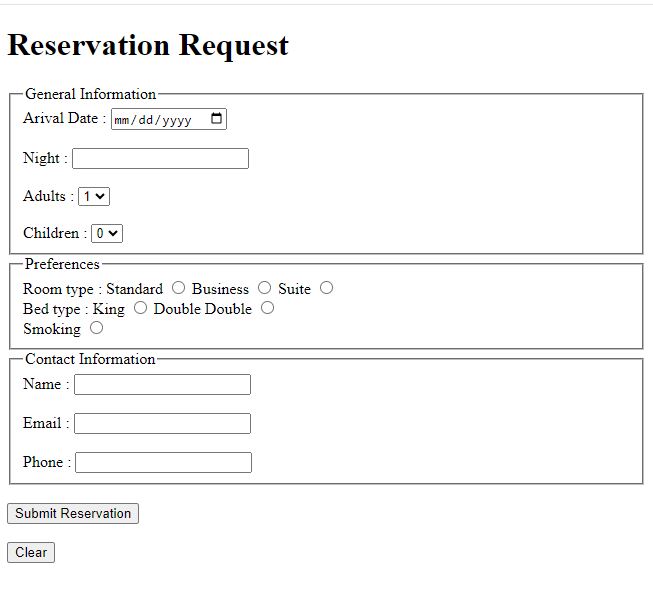 Reservation Request
General Information
Arival Date : mm/dd/yyyy
Night :
Adults : 1
Children : 0
Preferences
Room type : Standard Business Suite
Bed type : King Double Double
Smoking
Contact Information
Name :
Email :
Phone :
Submit Reservation
Clear